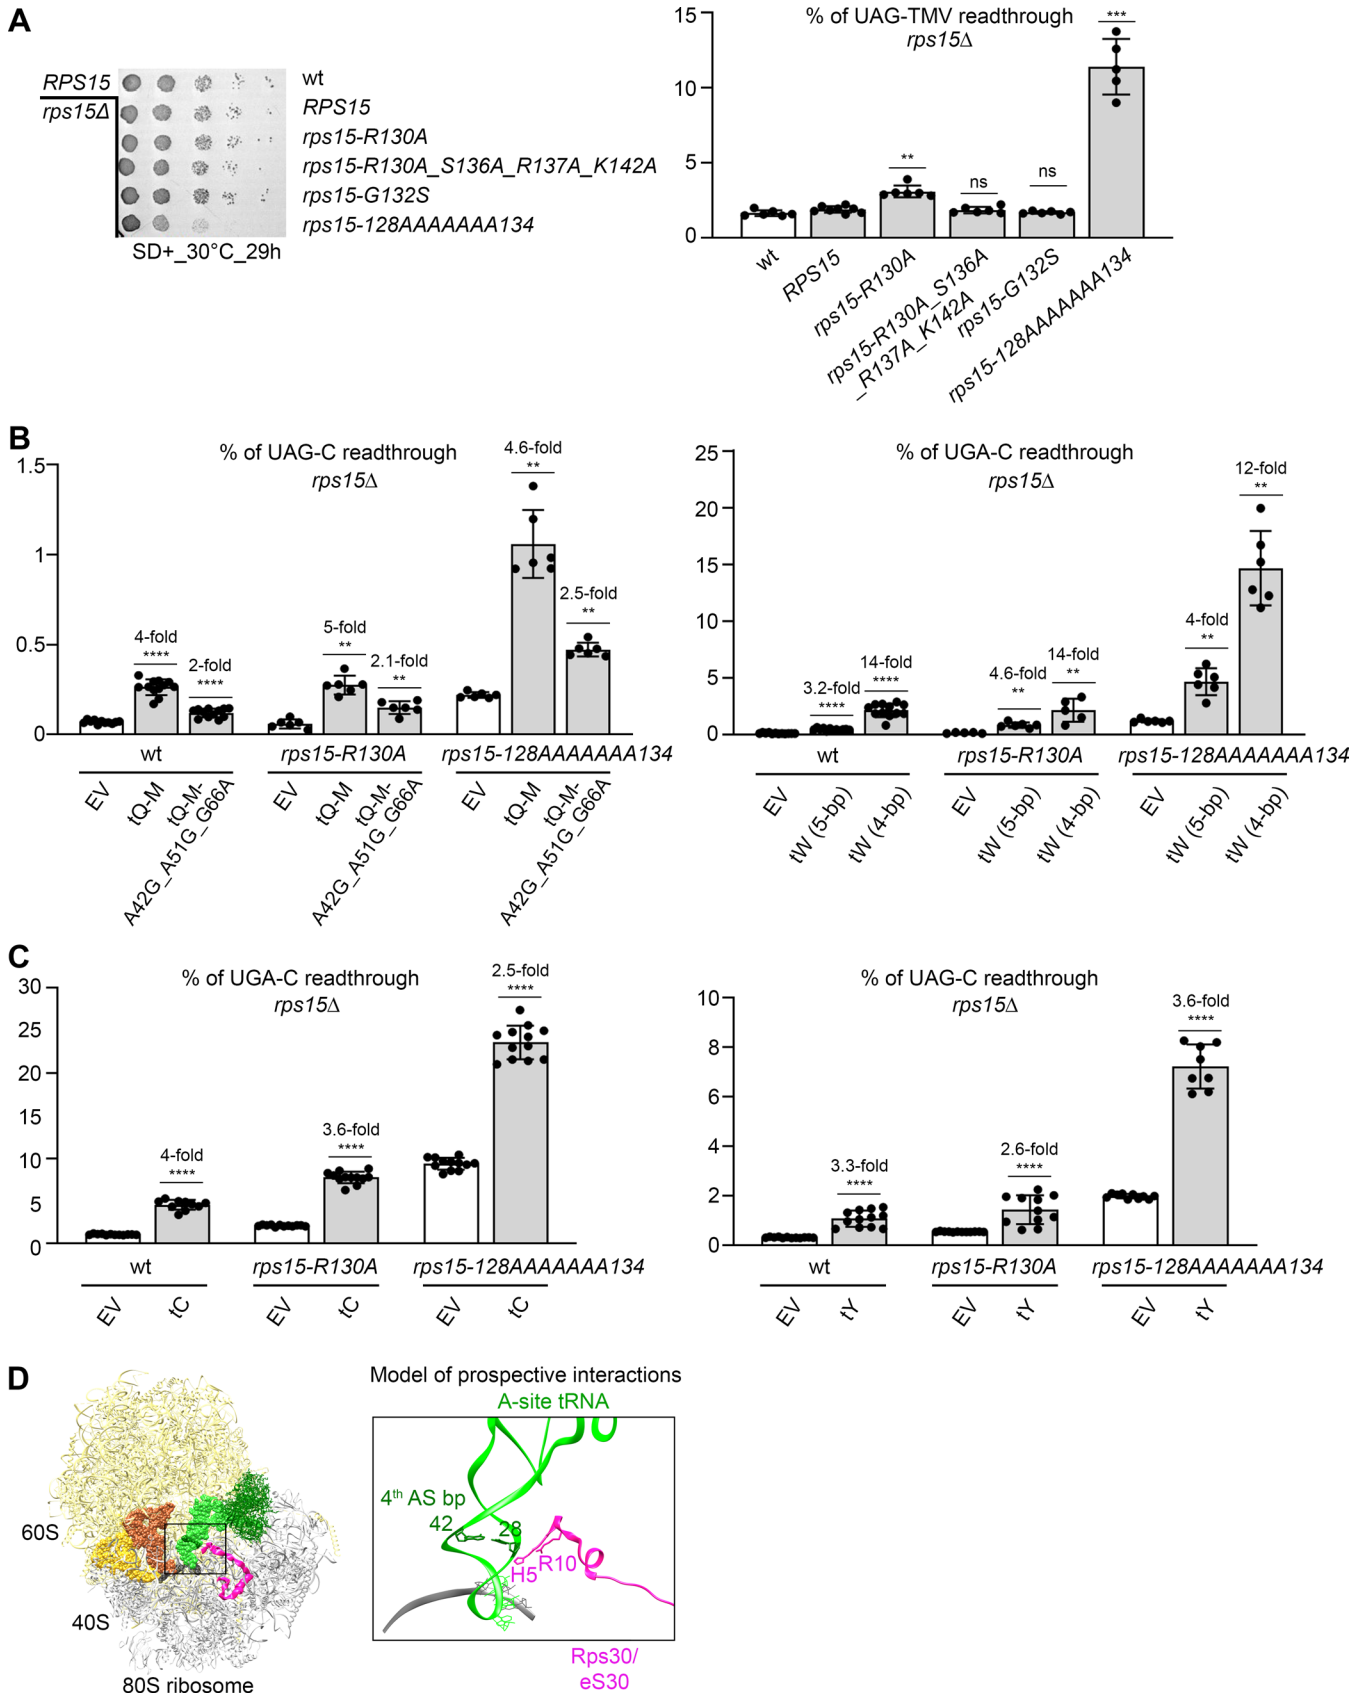 A
RPS15
rps15Δ
wt
RPS15
rps15-R130A
rps15-R130A_S136A_R137A_K142A
rps15-G132S
rps15-128AAAAAAA134
SD+_30°C_29h
% of UAG-TMV readthrough
rps15Δ
15
10
5
0
**
ns
ns
***
wt
RPS15
rps15-R130A
rps15-R130A_S136A
_R137A_K142A
rps15-G132S
rps15-128AAAAAAA134
B
% of UAG-C readthrough
rps15Δ
1.5
1
0.5
0
4-fold
****
2-fold
****
5-fold
**
2.1-fold
**
4.6-fold
**
2.5-fold
**
wt
rps15-R130A
rps15-128AAAAAAA134
EV
tQ-M
tQ-M-
A42G_A51G_G66A
EV
tQ-M
tQ-M-
A42G_A51G_G66A
EV
tQ-M
tQ-M-
A42G_A51G_G66A
% of UGA-C readthrough
rps15Δ
25
20
15
10
5
0
3.2-fold
****
14-fold
****
4.6-fold
**
14-fold
**
4-fold
**
12-fold
**
wt
rps15-R130A
rps15-128AAAAAAA134
EV
tW (5-bp)
tW (4-bp)
EV
tW (5-bp)
tW (4-bp)
EV
tW (5-bp)
tW (4-bp)
C
% of UGA-C readthrough
rps15Δ
30
25
20
15
10
5
0
4-fold
****
3.6-fold
****
2.5-fold
****
wt
rps15-R130A
rps15-128AAAAAAA134
EV
tC
EV
tC
EV
tC
% of UAG-C readthrough
rps15Δ
10
8
6
4
2
0
3.3-fold
****
2.6-fold
****
3.6-fold
****
wt
rps15-R130A
rps15-128AAAAAAA134
EV
tY
EV
tY
EV
tY
D
60S
40S
80S ribosome
Model of prospective interactions
A-site tRNA
4th AS bp
42
28
H5
R10
Rps30/
eS30